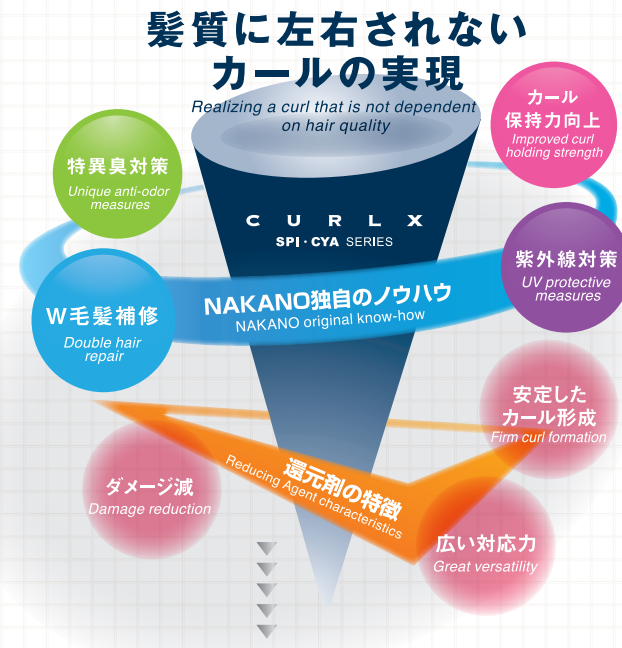 髪質に左右されない
カールの実現
Realizing a curl that is not dependent
on hair quality
カール
保持力向上
Improved curl
holding strength
特異臭対策
Unique anti-odor
measures
CURLX
SPI・CYA SERIES
紫外線対策
UV protective
measures
W毛髪補修
Double hair
repair
NAKANO独自のノウハウ
NAKANO original know-how
安定した
カール形成
Firm curl formation
還元剤の特徴
Reducing Agent characteristics
ダメージ減
Damage reduction
広い対応力
Great versatility